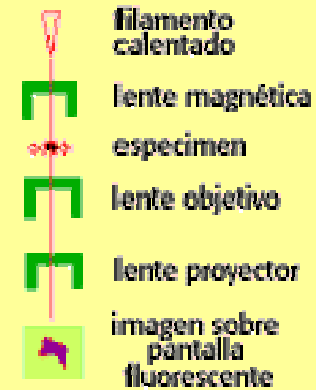 filamento
calentado
lente magnética
especimen
lente objetivo
lente proyector
imagen sobre
pantalla
fluorescente